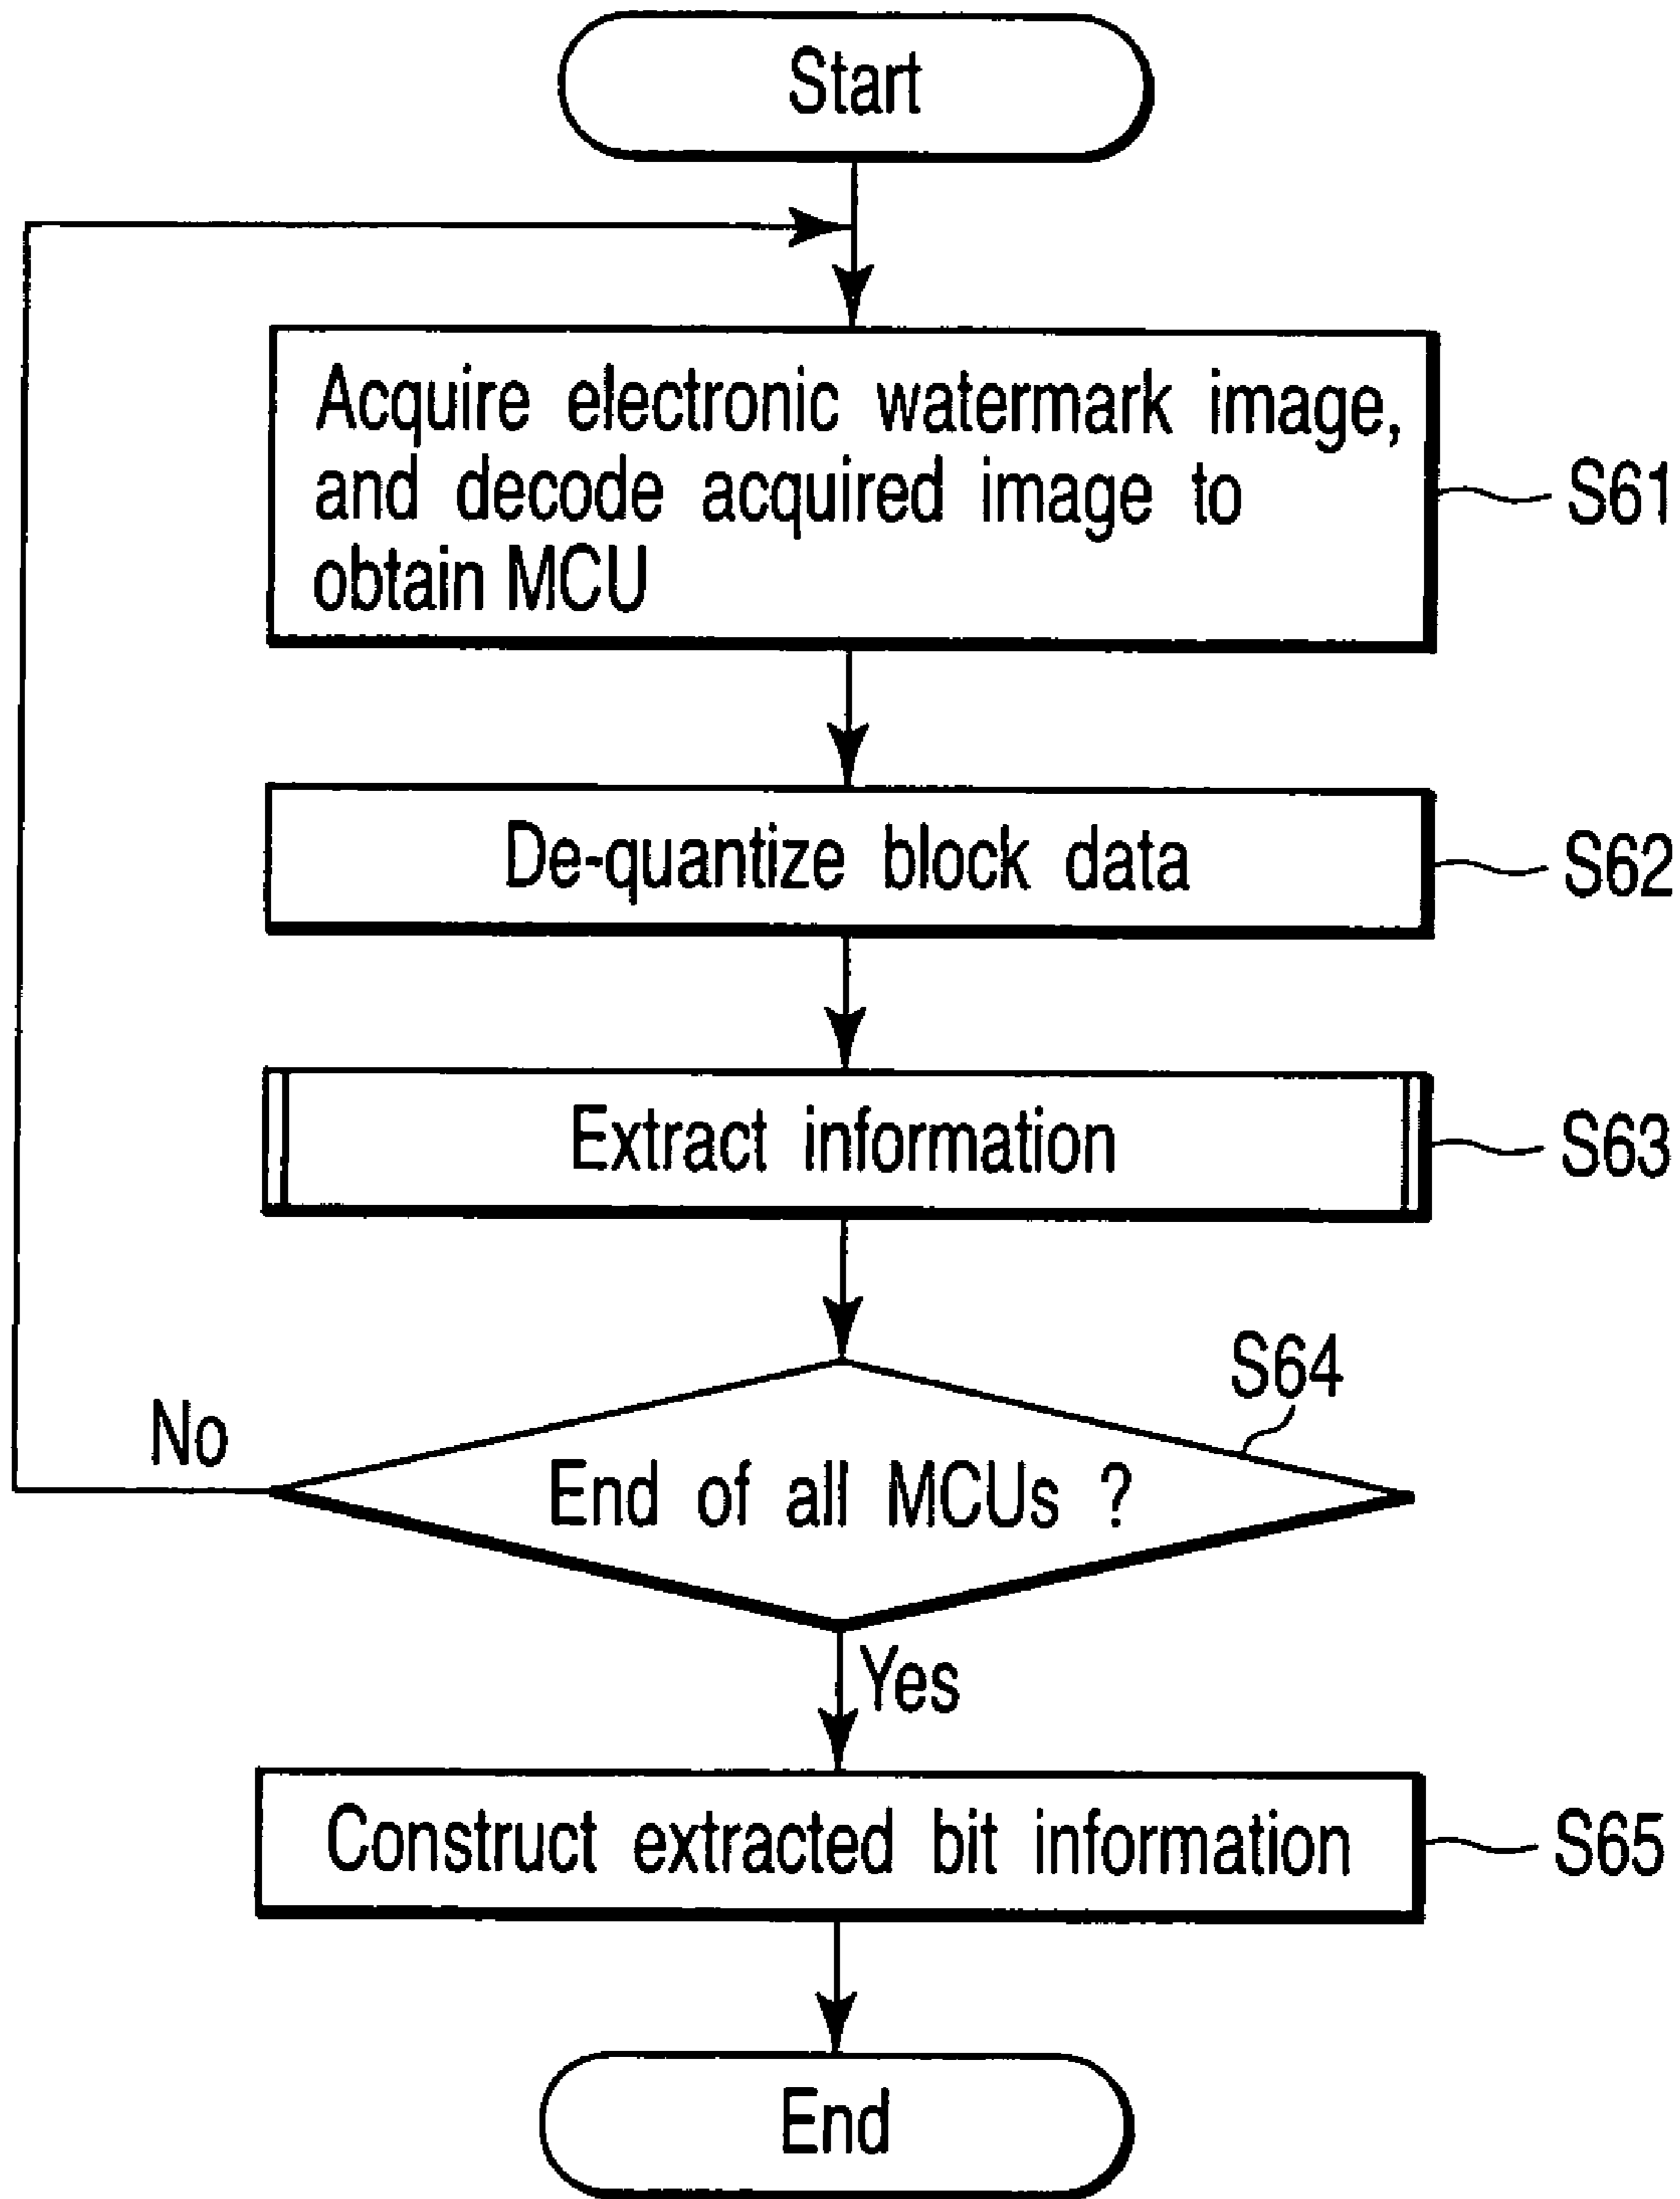 Start
Acquire electronic watermark image,
and decode acquired image to
obtain MCU
S61
De-quantize block data
S62
Extract information
S63
S64
No
End of all MCUs ?
Yes
Construct extracted bit information
S65
End